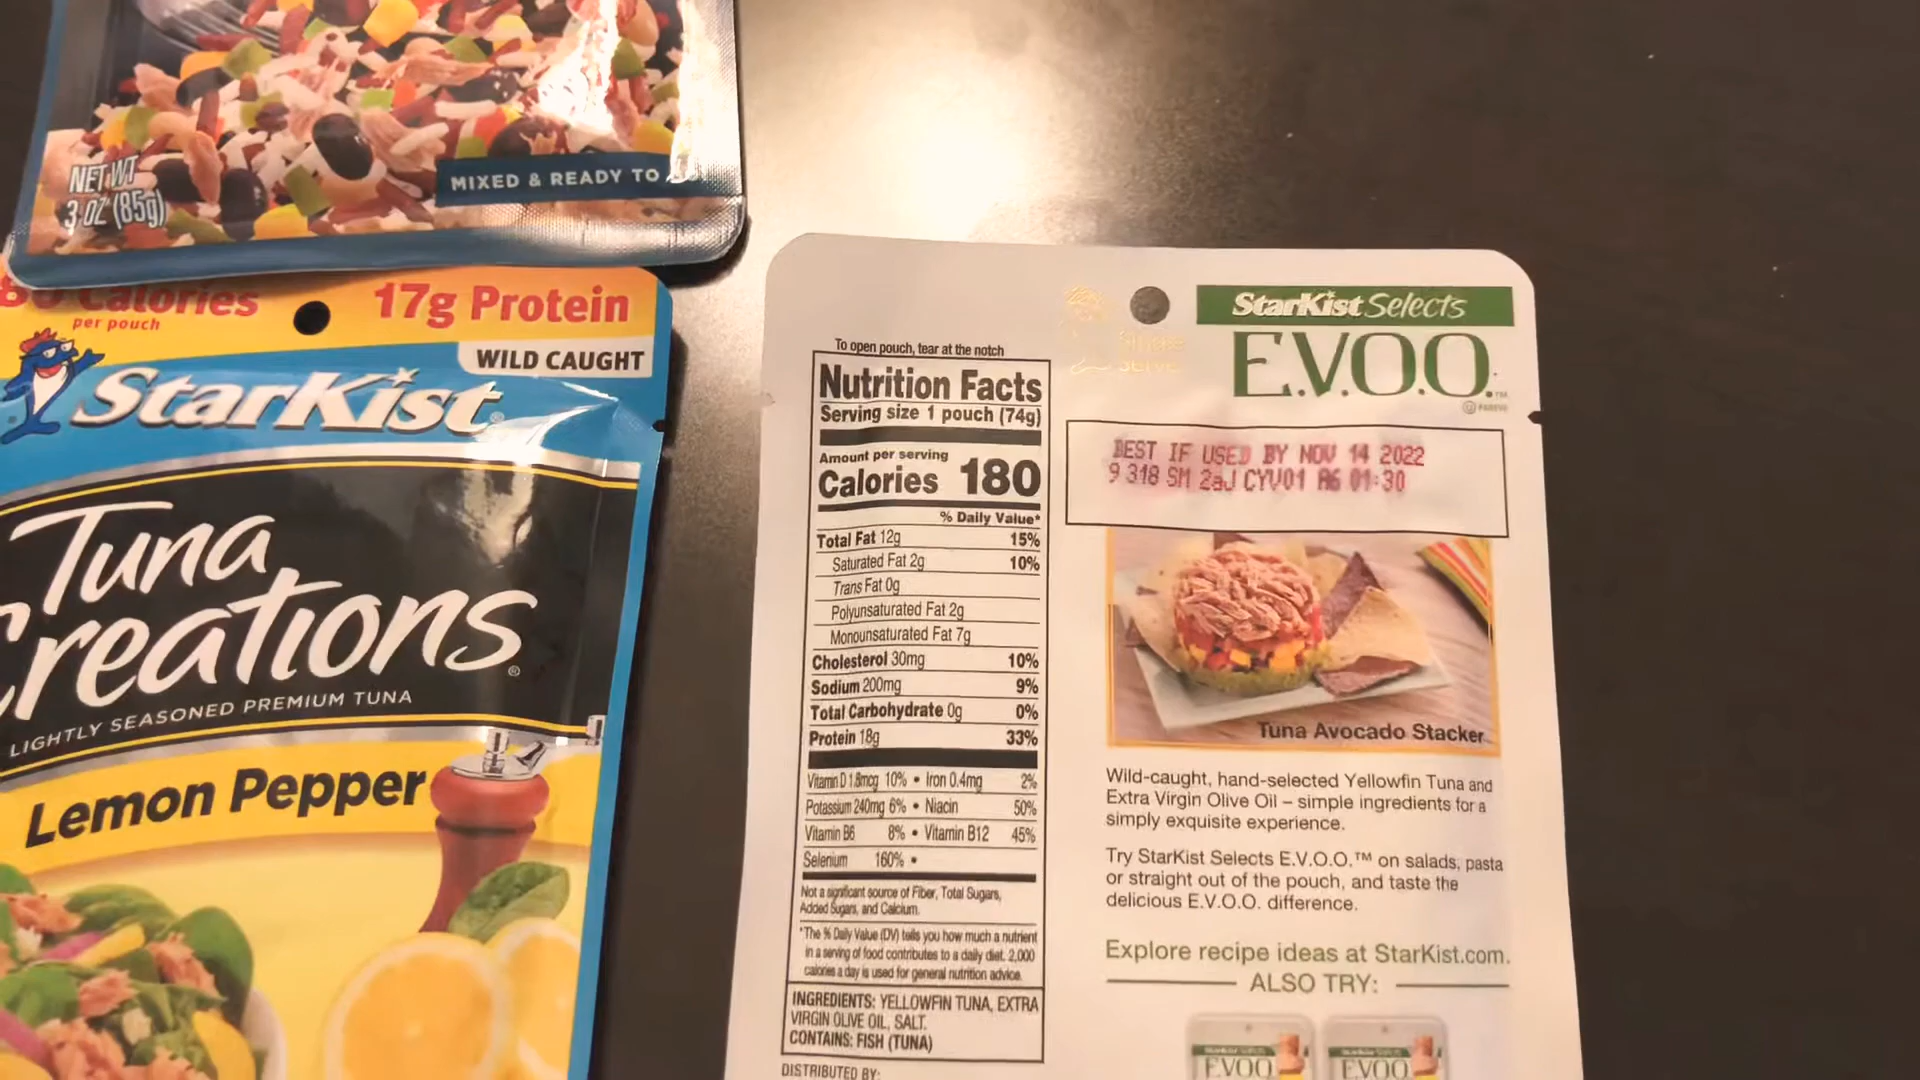 NET WT
3 OZ (85g)
MIXED & READY TO
80 Calories
per pouch
17g Protein
WILD CAUGHT
StarKist®
Tuna
Creations®
LIGHTLY SEASONED PREMIUM TUNA
Lemon Pepper
To open pouch, tear at the notch
Nutrition Facts
Serving size 1 pouch (74g)
Amount per serving
Calories 180
% Daily Value*
Total Fat 12g 15%
Saturated Fat 2g 10%
Trans Fat 0g
Polyunsaturated Fat 2g
Monounsaturated Fat 7g
Cholesterol 30mg 10%
Sodium 200mg 9%
Total Carbohydrate 0g 0%
Protein 18g 33%
Vitamin D 1.8mcg 10% • Iron 0.4mg 2%
Potassium 240mg 6% • Niacin 50%
Vitamin B6 8% • Vitamin B12 45%
Selenium 160% •
Not a significant source of Fiber, Total Sugars,
Added Sugars, and Calcium.
*The % Daily Value (DV) tells you how much a nutrient
in a serving of food contributes to a daily diet. 2,000
calories a day is used for general nutrition advice.
INGREDIENTS: YELLOWFIN TUNA, EXTRA
VIRGIN OLIVE OIL, SALT.
CONTAINS: FISH (TUNA)
DISTRIBUTED BY:
Single
Serve
StarKist Selects
E.V.O.O.™
PAREVE
BEST IF USED BY NOV 14 2022
9 318 SM 2aJ CYV01 A6 01:30
Tuna Avocado Stacker
Wild-caught, hand-selected Yellowfin Tuna and
Extra Virgin Olive Oil – simple ingredients for a
simply exquisite experience.
Try StarKist Selects E.V.O.O.™ on salads, pasta
or straight out of the pouch, and taste the
delicious E.V.O.O. difference.
Explore recipe ideas at StarKist.com.
ALSO TRY:
E.V.O.O. E.V.O.O.